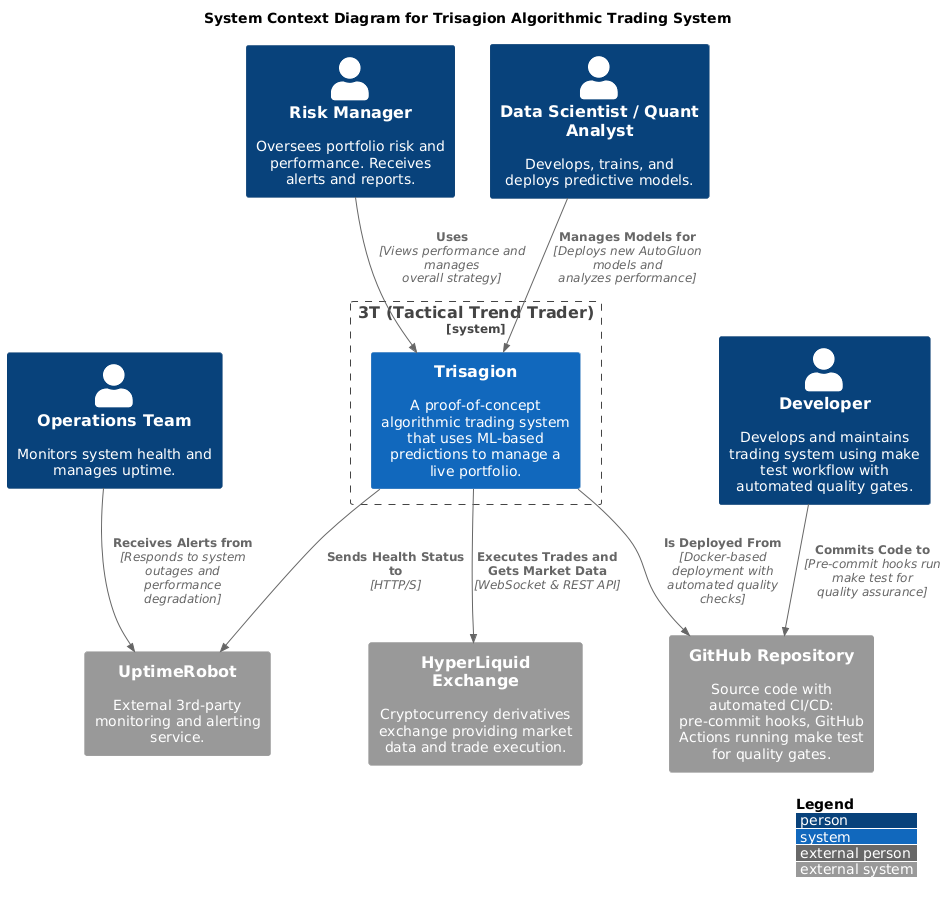 System Context Diagram for Trisagion Algorithmic Trading System
Risk Manager
Oversees portfolio risk and
performance. Receives
alerts and reports.
Data Scientist / Quant
Analyst
Develops, trains, and
deploys predictive models.
Uses
[Views performance and
manages
overall strategy]
Manages Models for
[Deploys new AutoGluon
models and
analyzes performance]
3T (Tactical Trend Trader)
[system]
Operations Team
Monitors system health and
manages uptime.
Trisagion
A proof-of-concept
algorithmic trading system
that uses ML-based
predictions to manage a
live portfolio.
Developer
Develops and maintains
trading system using make
test workflow with
automated quality gates.
Receives Alerts from
[Responds to system
outages and
performance
degradation]
Sends Health Status
to
[HTTP/S]
Executes Trades and
Gets Market Data
[WebSocket & REST API]
Is Deployed From
[Docker-based
deployment with
automated quality
checks]
Commits Code to
[Pre-commit hooks run
make test for
quality assurance]
UptimeRobot
External 3rd-party
monitoring and alerting
service.
HyperLiquid
Exchange
Cryptocurrency derivatives
exchange providing market
data and trade execution.
GitHub Repository
Source code with
automated CI/CD:
pre-commit hooks, GitHub
Actions running make test
for quality gates.
Legend
person
system
external person
external system